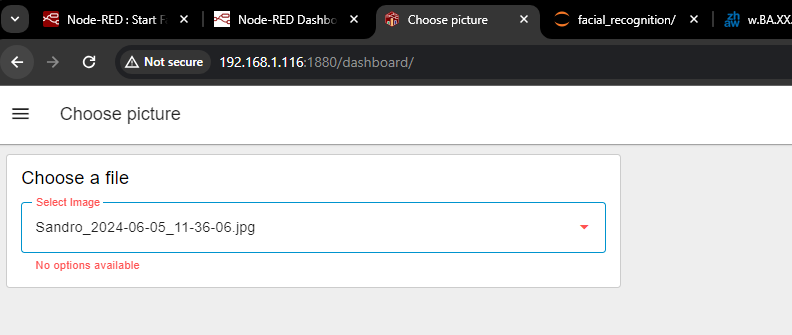 Node-RED : Start F
Node-RED Dashbo
Choose picture
facial_recognition/
w.BA.XX
Not secure
192.168.1.116:1880/dashboard/
Choose picture
Choose a file
Select Image
Sandro_2024-06-05_11-36-06.jpg
No options available